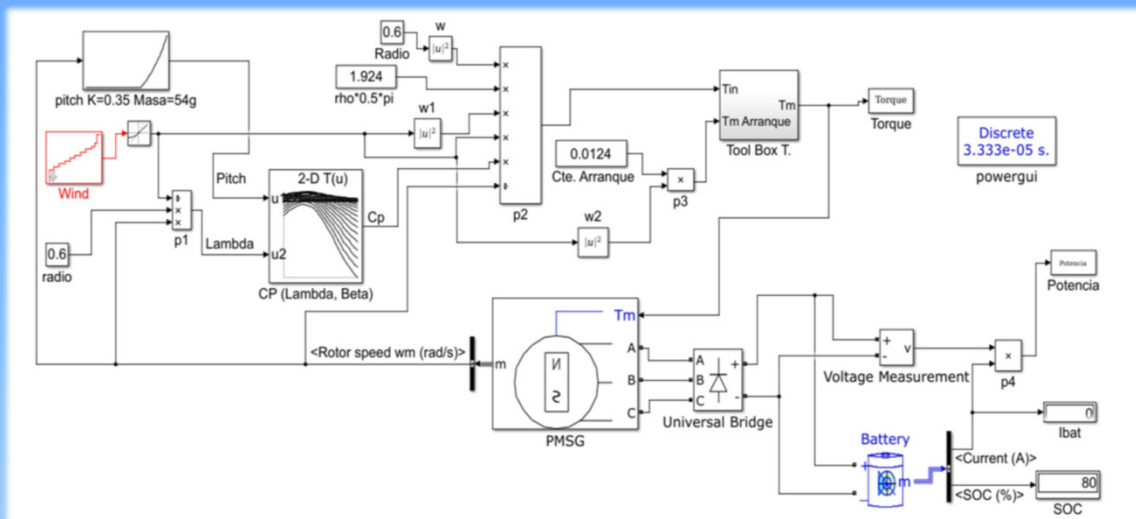 pitch K=0.35 Masa=54g
Wind
0.6
radio
p1
Pitch
Lambda
2-D T(u)
u1
u2
Cp
CP (Lambda, Beta)
0.6
Radio
w
|u|²
1.924
rho*0.5*pi
w1
|u|²
×
×
×
×
×
÷
p2
0.0124
Cte. Arranque
w2
|u|²
×
p3
Tin
Tm
Tm Arranque
Tool Box T.
Torque
Torque
Discrete
3.333e-05 s.
powergui
<Rotor speed wm (rad/s)>
m
Tm
A
B
C
N
S
PMSG
A
B
C
+
-
Universal Bridge
+
-
v
Voltage Measurement
×
p4
Potencia
Potencia
0
Ibat
Battery
+
m
<Current (A)>
<SOC (%)>
80
SOC